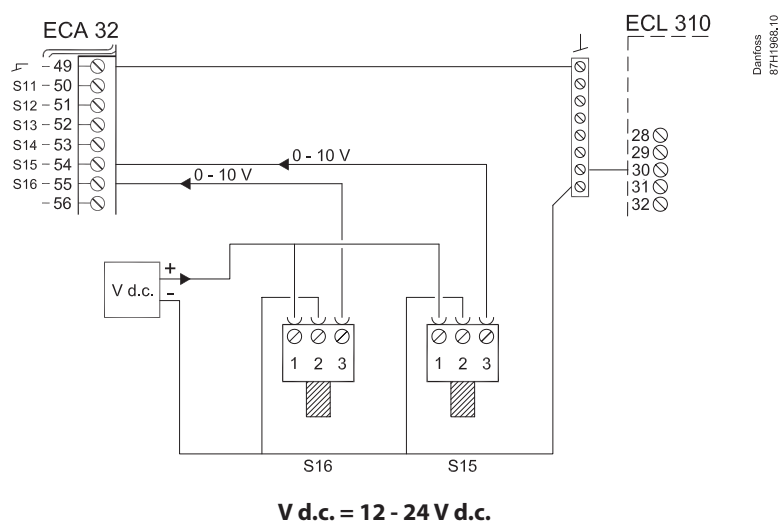 ECA 32
ECL 310
Danfoss
87H1968.10
49
S11 - 50
S12 - 51
S13 - 52
S14 - 53
S15 - 54
S16 - 55
- 56
0 - 10 V
0 - 10 V
28
29
30
31
32
V d.c.
+
-
1 2 3
1 2 3
S16
S15
V d.c. = 12 - 24 V d.c.